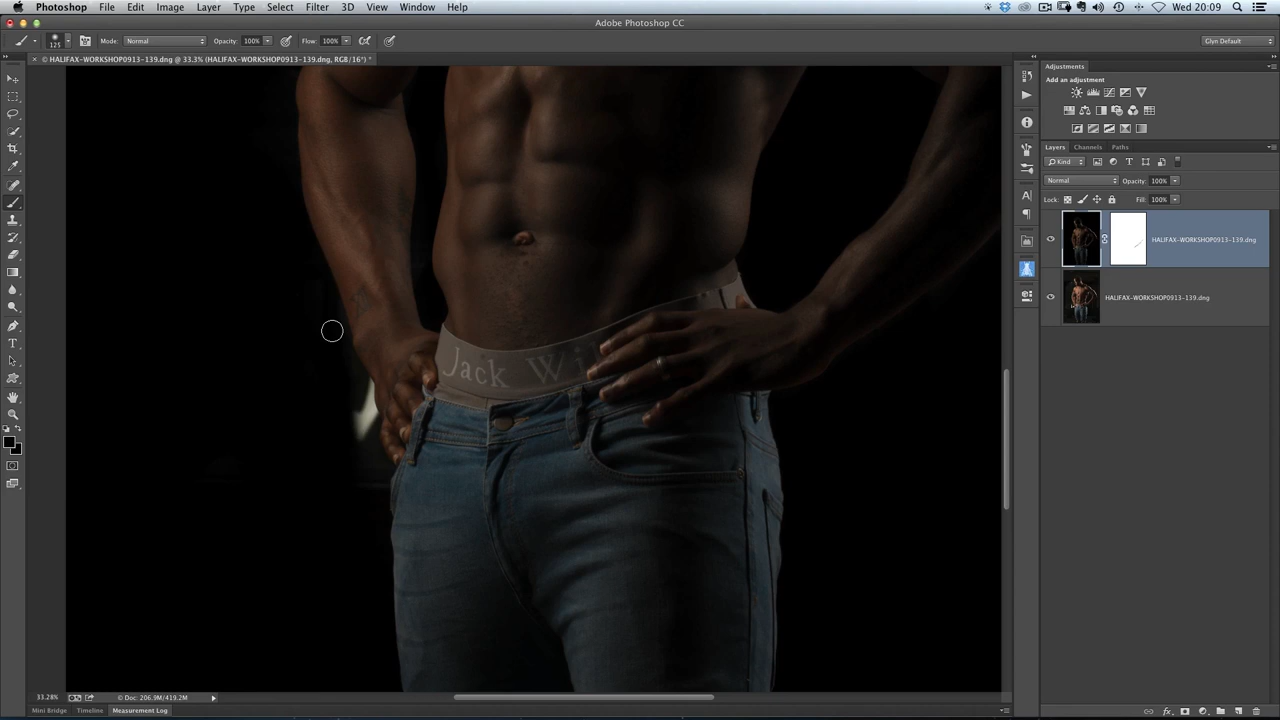 Photoshop File Edit Image Layer Type Select Filter 3D View Window Help Wed 20:09
Adobe Photoshop CC
125 Mode: Normal Opacity: 100% Flow: 100% Glyn Default
× © HALIFAX-WORKSHOP0913-139.dng @ 33.3% (HALIFAX-WORKSHOP0913-139.dng, RGB/16*) *
Adjustments
Add an adjustment
Layers Channels Paths
Kind
Normal Opacity: 100%
Lock: Fill: 100%
HALIFAX-WORKSHOP0913-139.dng
HALIFAX-WORKSHOP0913-139.dng
Jack Wi
33.28% © Doc: 206.9M/419.2M
Mini Bridge Timeline Measurement Log